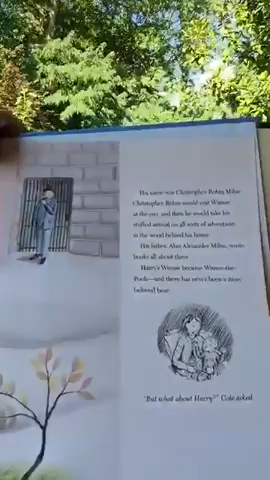 His name was Christopher Robin Milne.
Christopher Robin would visit Winnie
at the zoo, and then he would take his
stuffed animal on all sorts of adventures
in the wood behind his home.
His father, Alan Alexander Milne, wrote
books all about them.
Harry's Winnie became Winnie-the-
Pooh—and there has never been a more
beloved bear.
"But what about Harry?" Cole asked.